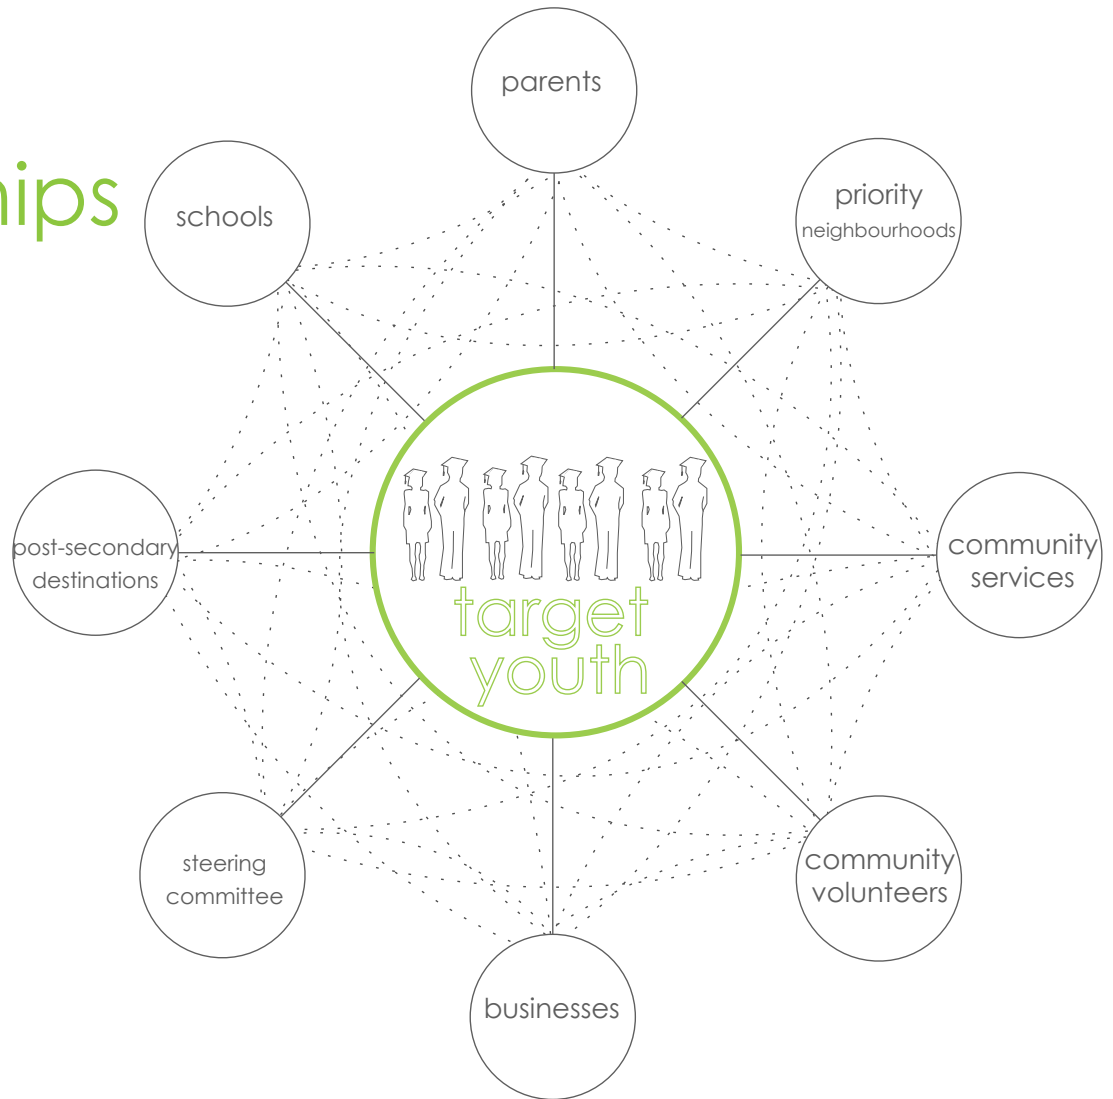 parents
hips
schools
priority
neighbourhoods
post-secondary
destinations
community
services
target
youth
steering
committee
community
volunteers
businesses